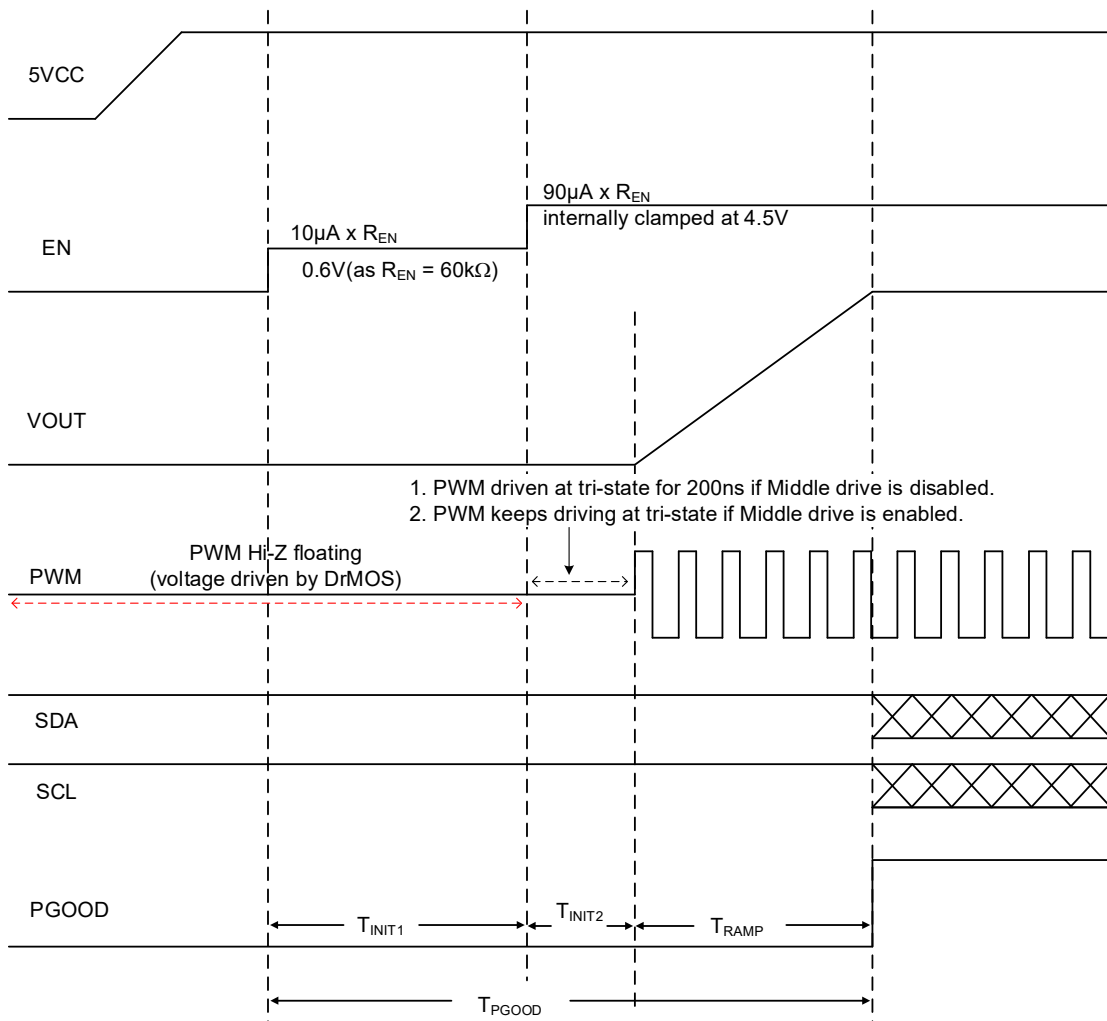 5VCC
90µA x R_EN
internally clamped at 4.5V
10µA x R_EN
EN
0.6V(as R_EN = 60kΩ)
VOUT
1. PWM driven at tri-state for 200ns if Middle drive is disabled.
2. PWM keeps driving at tri-state if Middle drive is enabled.
PWM Hi-Z floating
(voltage driven by DrMOS)
PWM
SDA
SCL
PGOOD
T_INIT1
T_INIT2
T_RAMP
T_PGOOD